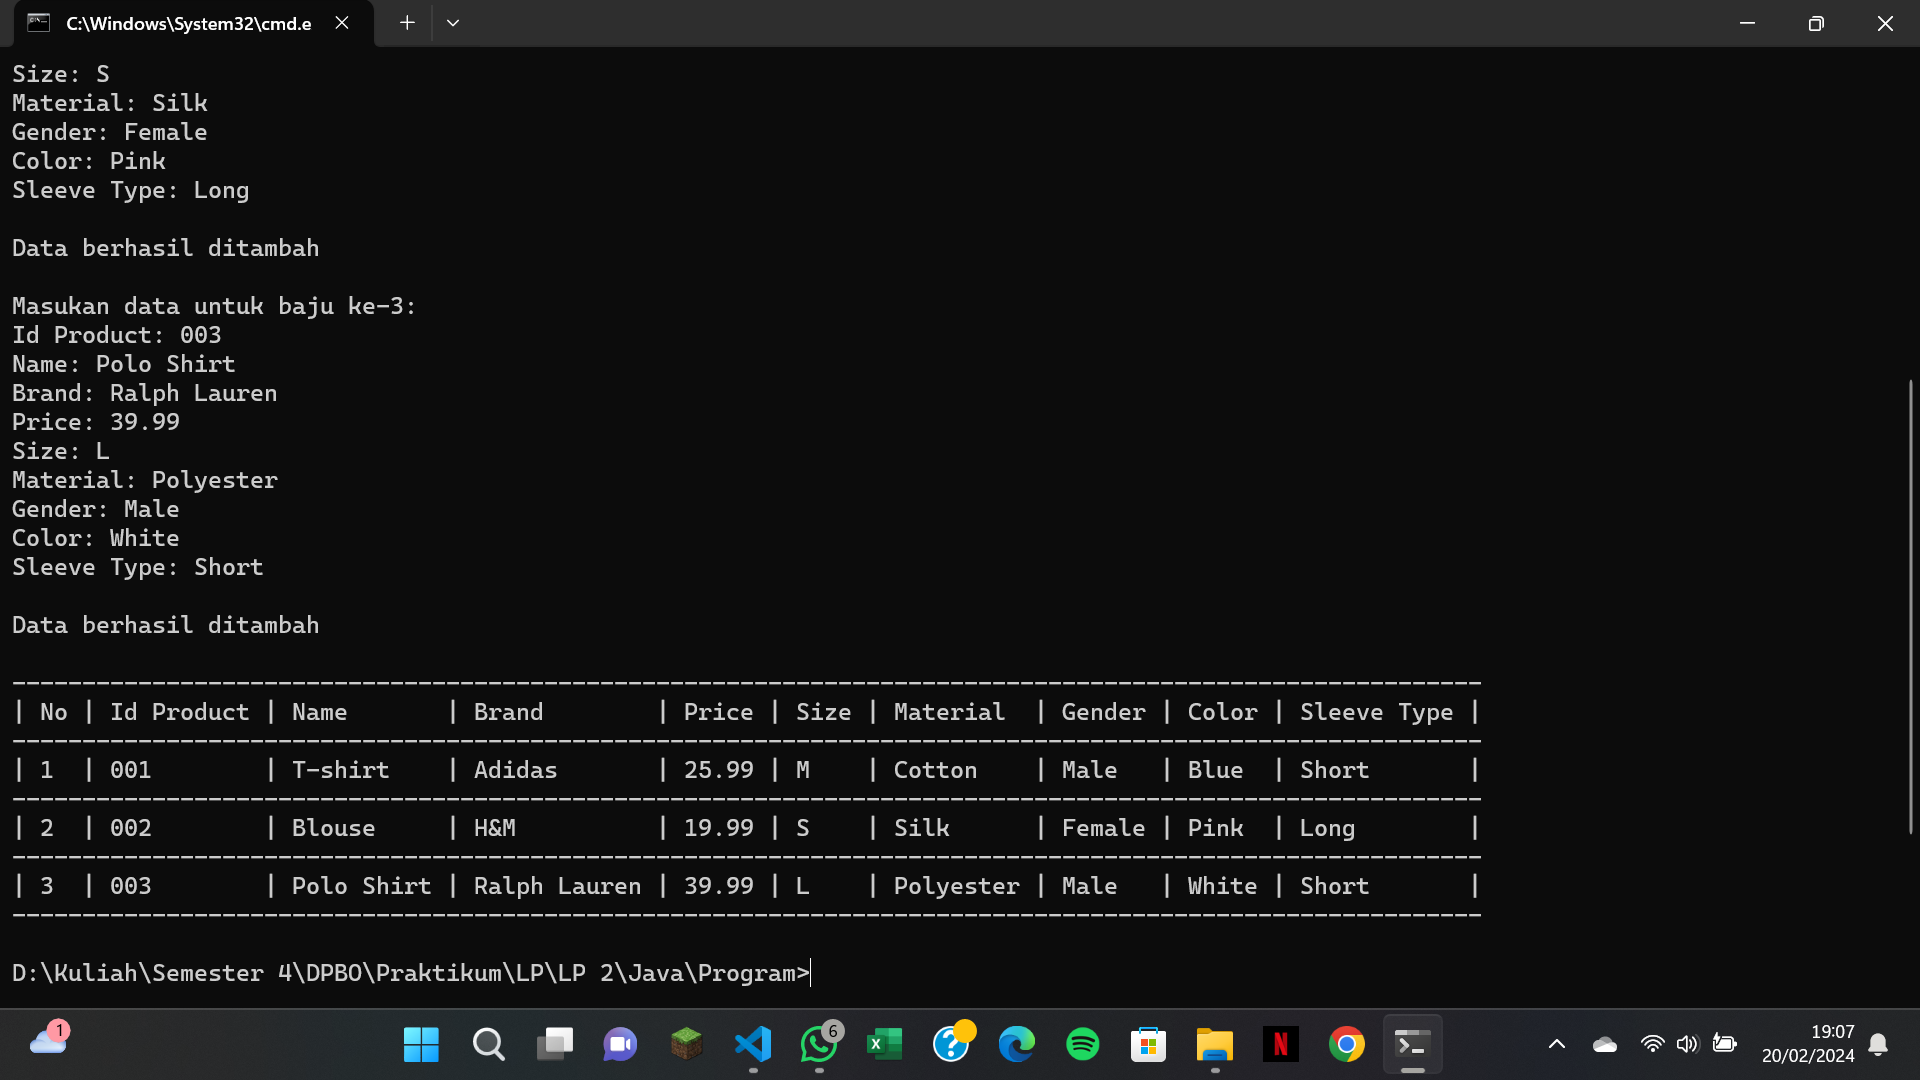 C:\Windows\System32\cmd.e
Size: S
Material: Silk
Gender: Female
Color: Pink
Sleeve Type: Long
Data berhasil ditambah
Masukan data untuk baju ke-3:
Id Product: 003
Name: Polo Shirt
Brand: Ralph Lauren
Price: 39.99
Size: L
Material: Polyester
Gender: Male
Color: White
Sleeve Type: Short
Data berhasil ditambah
---------------------------------------------------------------------------------------------------------
| No | Id Product | Name       | Brand        | Price | Size | Material  | Gender | Color | Sleeve Type |
---------------------------------------------------------------------------------------------------------
| 1  | 001        | T-shirt    | Adidas       | 25.99 | M    | Cotton    | Male   | Blue  | Short       |
---------------------------------------------------------------------------------------------------------
| 2  | 002        | Blouse     | H&M          | 19.99 | S    | Silk      | Female | Pink  | Long        |
---------------------------------------------------------------------------------------------------------
| 3  | 003        | Polo Shirt | Ralph Lauren | 39.99 | L    | Polyester | Male   | White | Short       |
---------------------------------------------------------------------------------------------------------
D:\Kuliah\Semester 4\DPBO\Praktikum\LP\LP 2\Java\Program>
1
6
19:07
20/02/2024